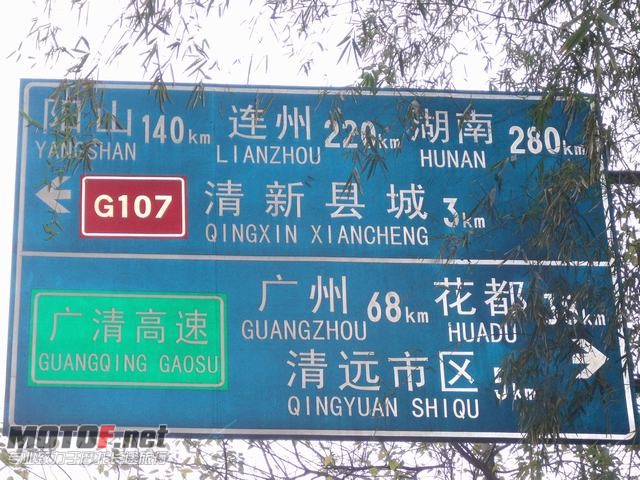 阳山 140km 连州 220km 湖南 280km
YANGSHAN LIANZHOU HUNAN
G107 清新县城 3km
QINGXIN XIANCHENG
广州 68km 花都 km
GUANGZHOU HUADU
广清高速
GUANGQING GAOSU
清远市区 5km
QINGYUAN SHIQU
MOTOF.net